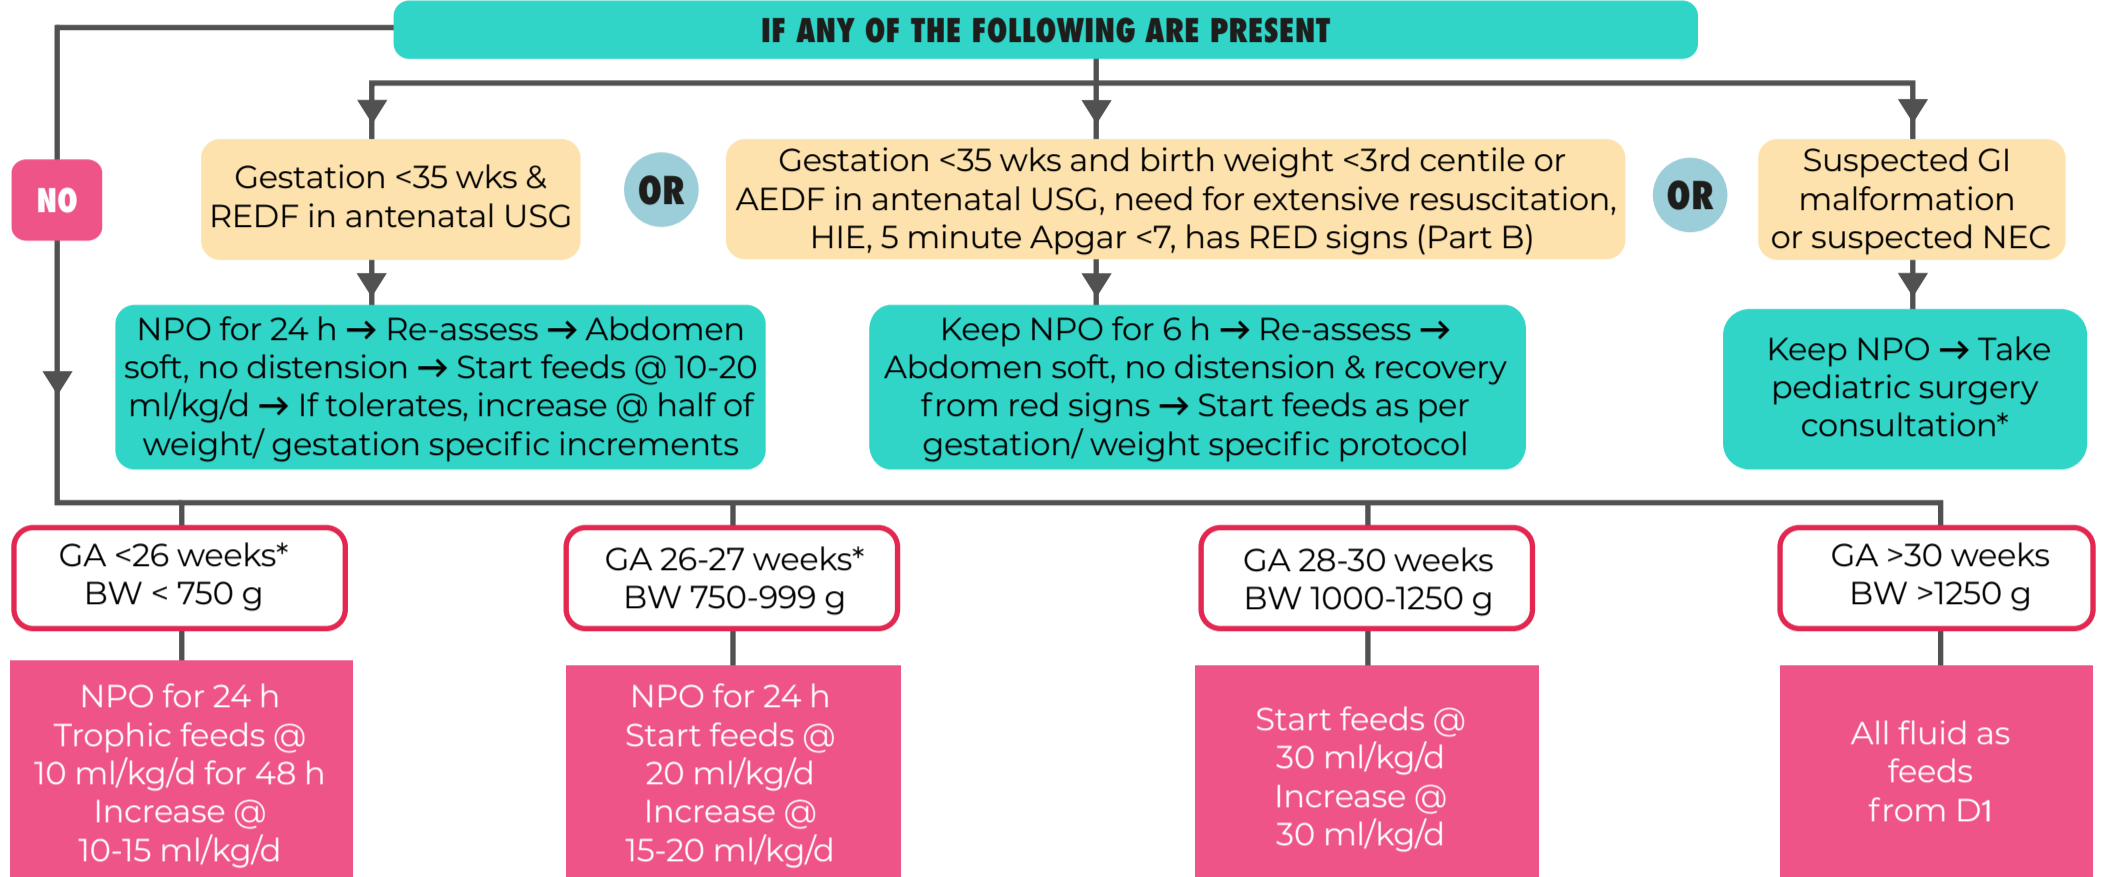 IF ANY OF THE FOLLOWING ARE PRESENT
NO
Gestation <35 wks &
REDF in antenatal USG
OR
Gestation <35 wks and birth weight <3rd centile or
AEDF in antenatal USG, need for extensive resuscitation,
HIE, 5 minute Apgar <7, has RED signs (Part B)
OR
Suspected GI
malformation
or suspected NEC
NPO for 24 h → Re-assess → Abdomen
soft, no distension → Start feeds @ 10-20
ml/kg/d → If tolerates, increase @ half of
weight/ gestation specific increments
Keep NPO for 6 h → Re-assess →
Abdomen soft, no distension & recovery
from red signs → Start feeds as per
gestation/ weight specific protocol
Keep NPO → Take
pediatric surgery
consultation*
GA <26 weeks*
BW < 750 g
GA 26-27 weeks*
BW 750-999 g
GA 28-30 weeks
BW 1000-1250 g
GA >30 weeks
BW >1250 g
NPO for 24 h
Trophic feeds @
10 ml/kg/d for 48 h
Increase @
10-15 ml/kg/d
NPO for 24 h
Start feeds @
20 ml/kg/d
Increase @
15-20 ml/kg/d
Start feeds @
30 ml/kg/d
Increase @
30 ml/kg/d
All fluid as
feeds
from D1